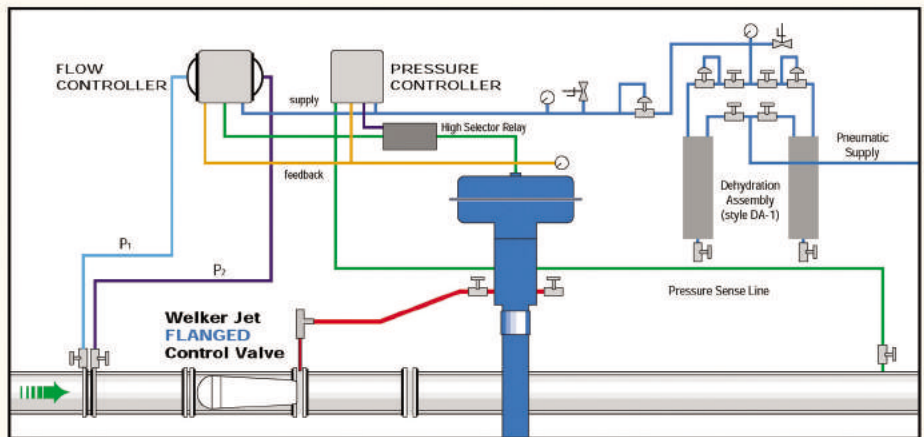 FLOW
CONTROLLER
PRESSURE
CONTROLLER
supply
High Selector Relay
feedback
Pneumatic
Supply
Dehydration
Assembly
(style DA-1)
P₁
P₂
Pressure Sense Line
Welker Jet
FLANGED
Control Valve